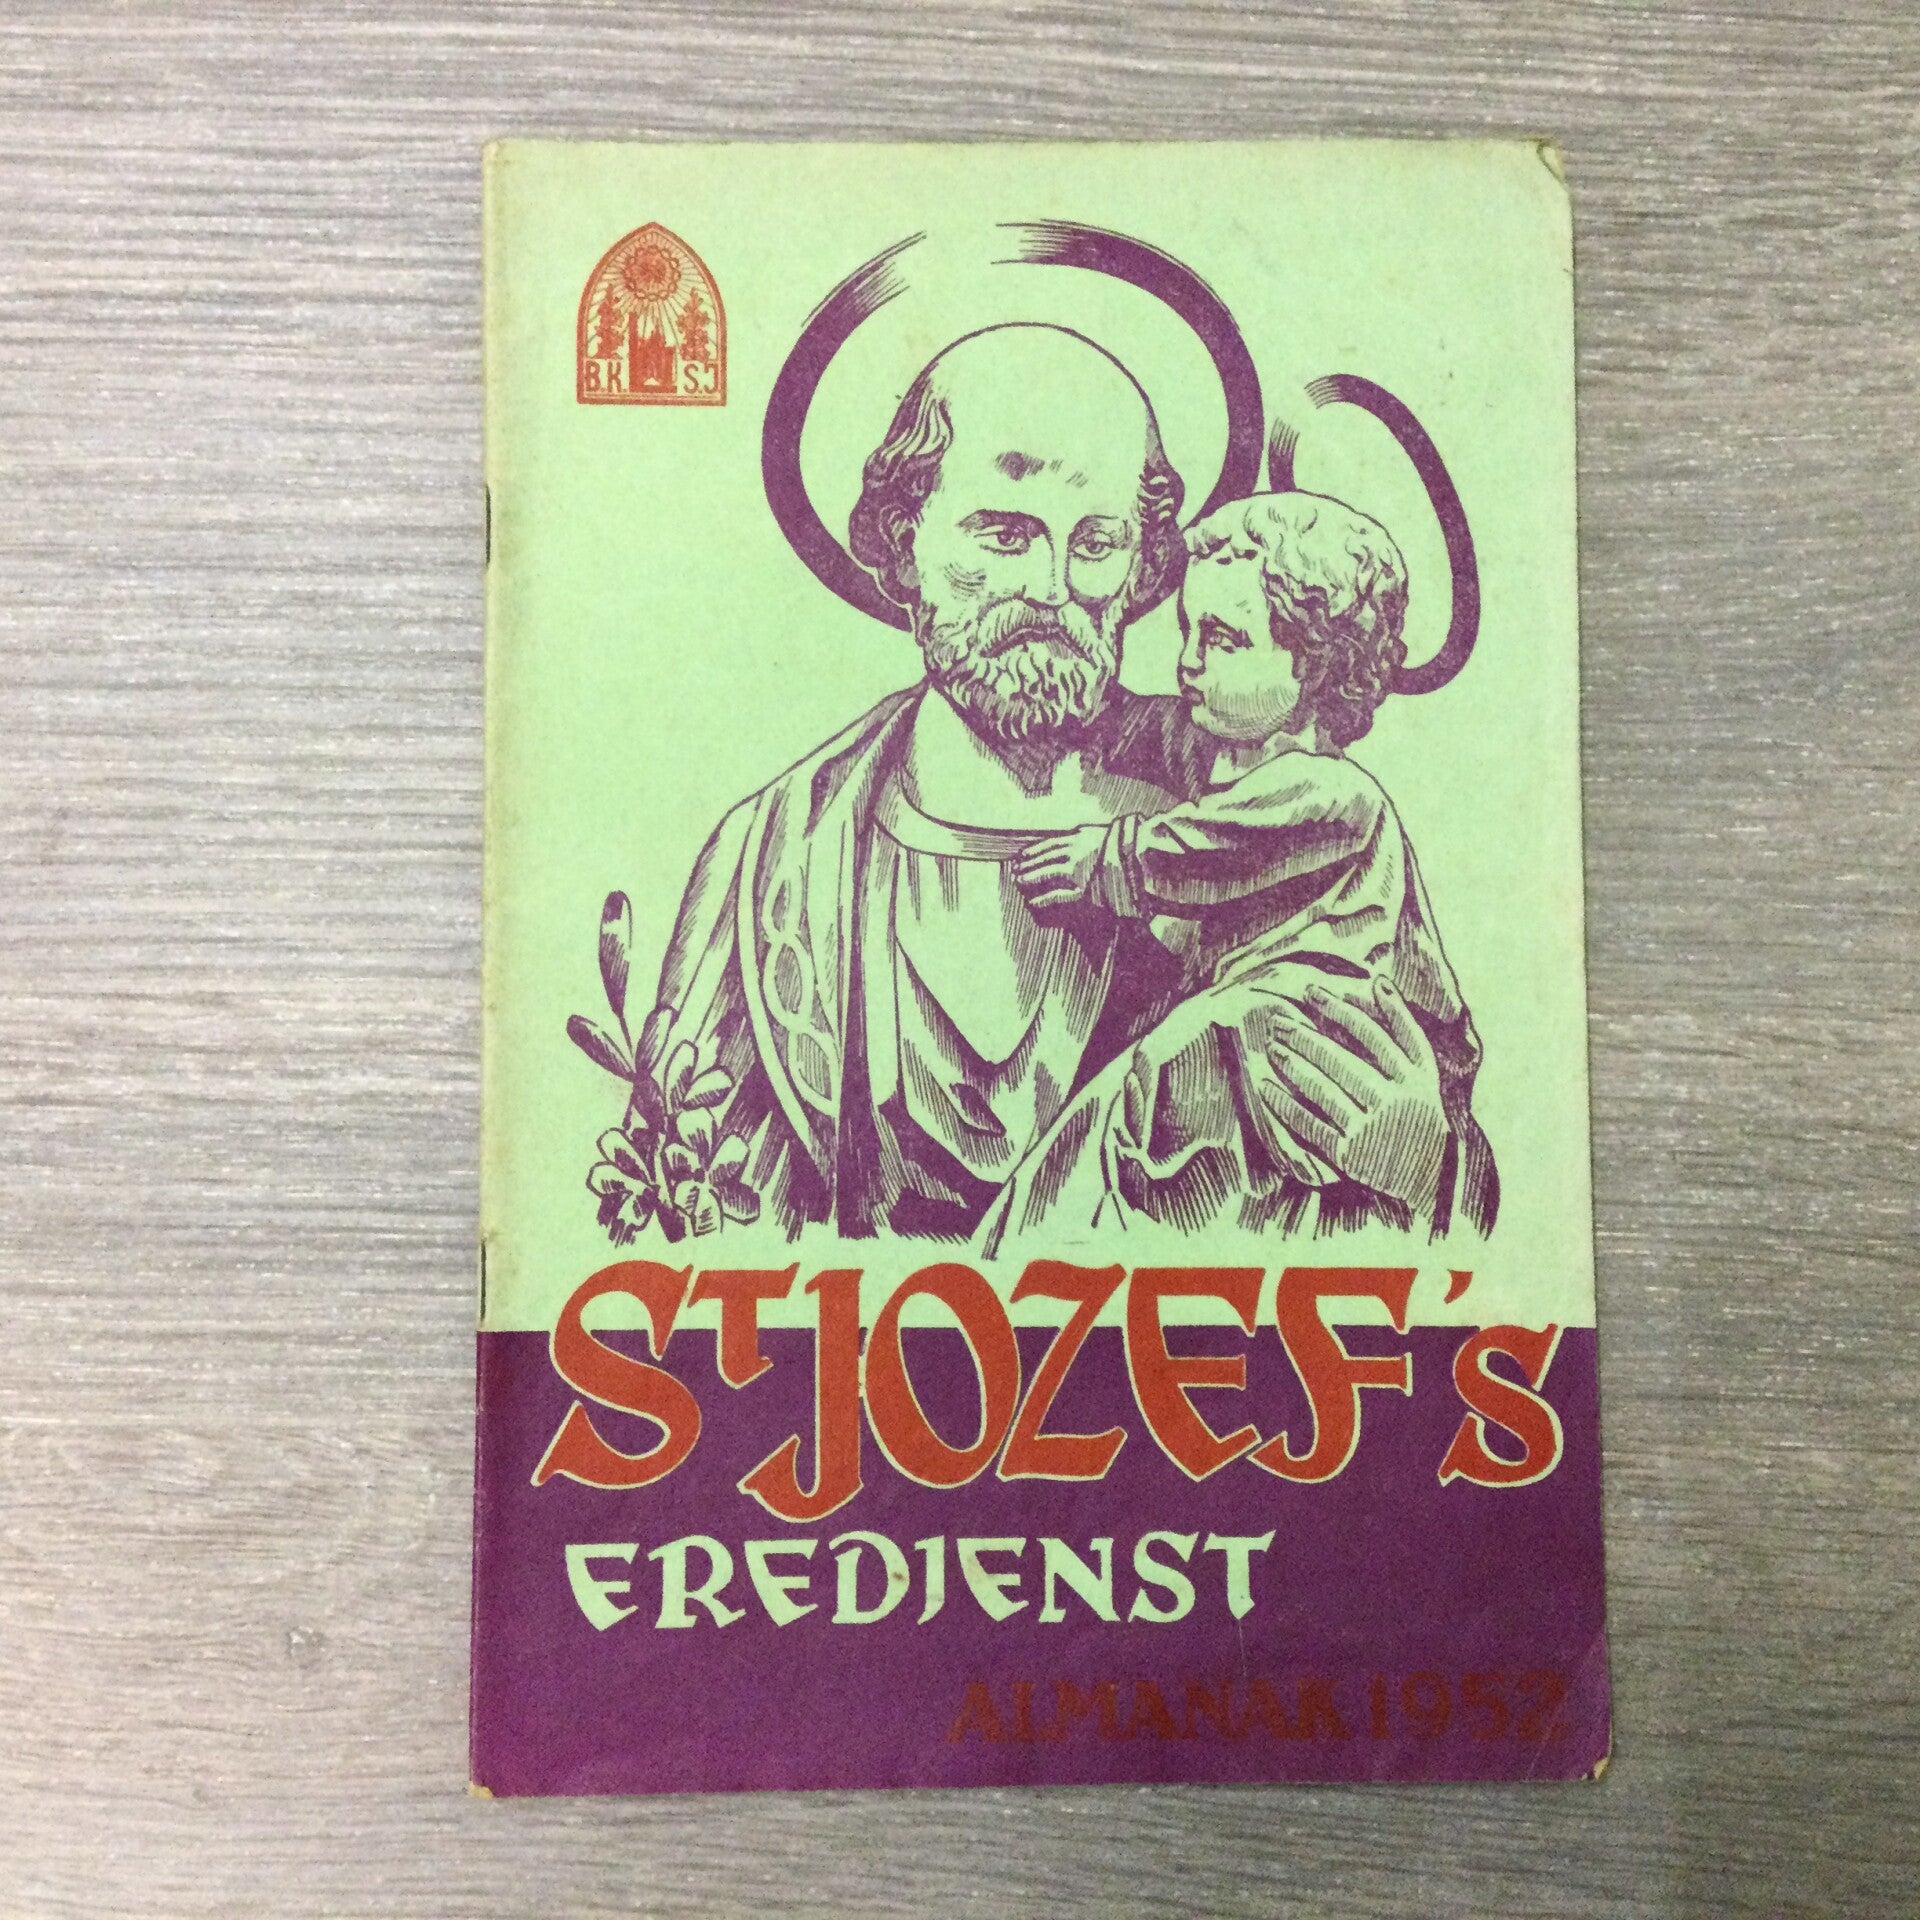 B.K. S.J
ST JOZEF'S
EREDIENST
ALMANAK 1952